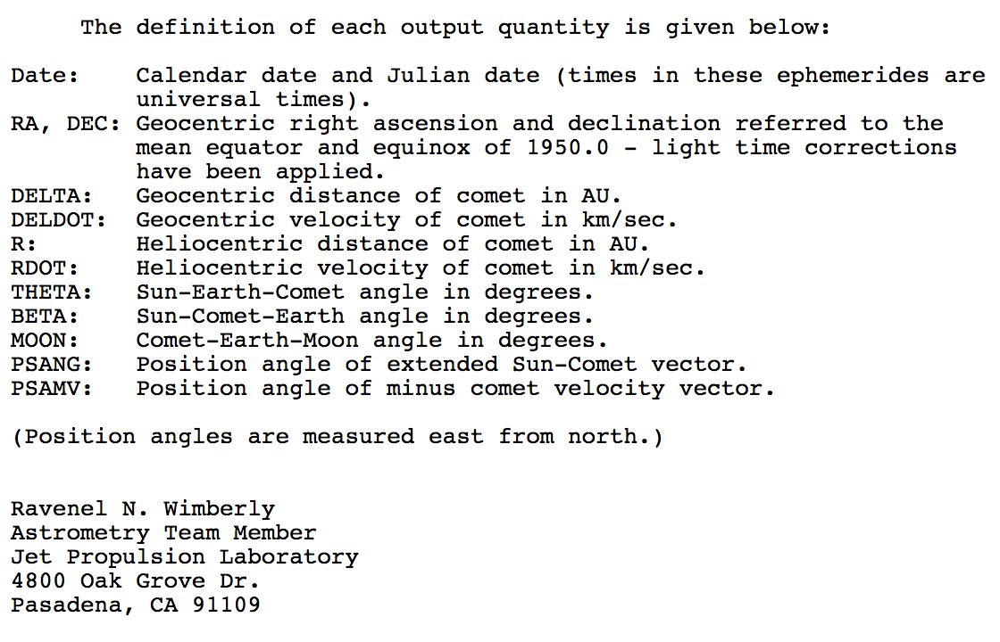 The definition of each output quantity is given below:
Date: Calendar date and Julian date (times in these ephemerides are
universal times).
RA, DEC: Geocentric right ascension and declination referred to the
mean equator and equinox of 1950.0 - light time corrections
have been applied.
DELTA: Geocentric distance of comet in AU.
DELDOT: Geocentric velocity of comet in km/sec.
R: Heliocentric distance of comet in AU.
RDOT: Heliocentric velocity of comet in km/sec.
THETA: Sun-Earth-Comet angle in degrees.
BETA: Sun-Comet-Earth angle in degrees.
MOON: Comet-Earth-Moon angle in degrees.
PSANG: Position angle of extended Sun-Comet vector.
PSAMV: Position angle of minus comet velocity vector.
(Position angles are measured east from north.)
Ravenel N. Wimberly
Astrometry Team Member
Jet Propulsion Laboratory
4800 Oak Grove Dr.
Pasadena, CA 91109